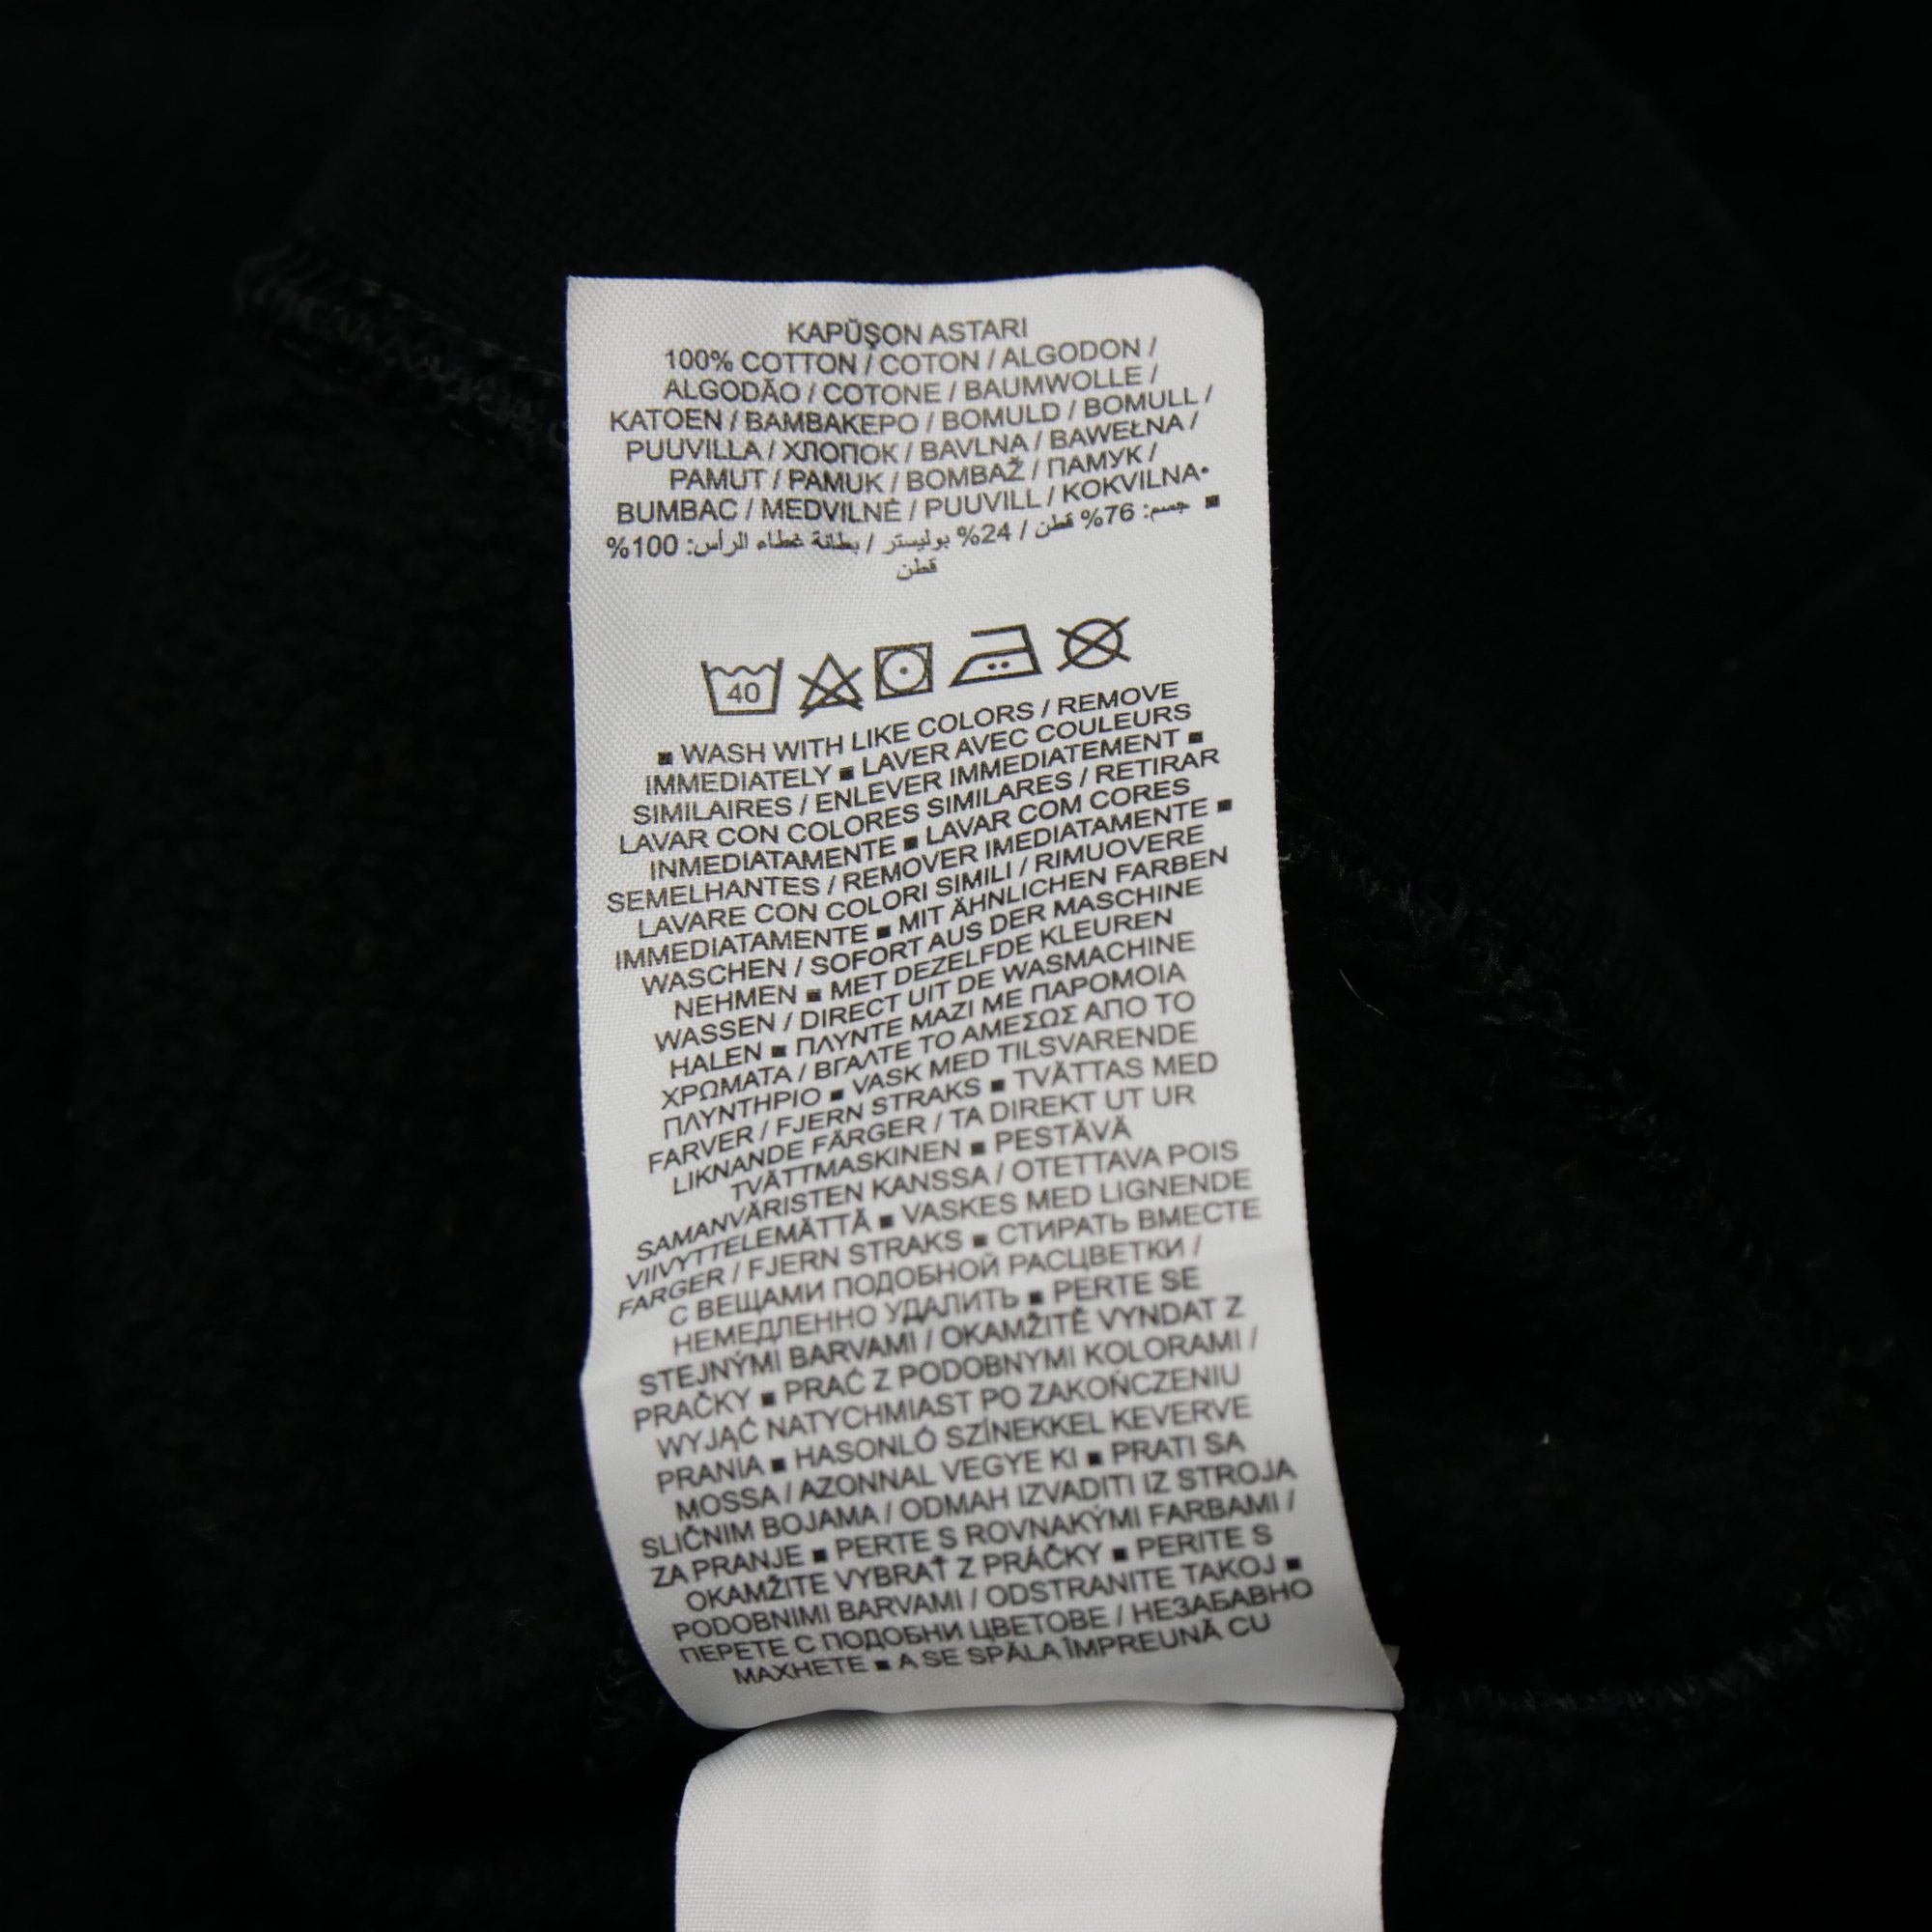 KAPÜŞON ASTARI
100% COTTON / COTON / ALGODON /
ALGODÃO / COTONE / BAUMWOLLE /
KATOEN / BAMBAKEPO / BOMULD / BOMULL /
PUUVILLA / ХЛОПОК / BAVLNA / BAWEŁNA /
PAMUT / PAMUK / BOMBAŽ / ПАМУК /
BUMBAC / MEDVILNĖ / PUUVILL / KOKVILNA•
▪ جسم: 76% قطن / 24% بوليستر / بطانة غطاء الرأس: 100%
قطن
40
▪ WASH WITH LIKE COLORS / REMOVE
IMMEDIATELY ▪ LAVER AVEC COULEURS
SIMILAIRES / ENLEVER IMMEDIATEMENT ▪
LAVAR CON COLORES SIMILARES / RETIRAR
INMEDIATAMENTE ▪ LAVAR COM CORES
SEMELHANTES / REMOVER IMEDIATAMENTE ▪
LAVARE CON COLORI SIMILI / RIMUOVERE
IMMEDIATAMENTE ▪ MIT ÄHNLICHEN FARBEN
WASCHEN / SOFORT AUS DER MASCHINE
NEHMEN ▪ MET DEZELFDE KLEUREN
WASSEN / DIRECT UIT DE WASMACHINE
HALEN ▪ ΠΛΥΝΤΕ ΜΑΖΙ ΜΕ ΠΑΡΟΜΟΙΑ
ΧΡΩΜΑΤΑ / ΒΓΑΛΤΕ ΤΟ ΑΜΕΣΩΣ ΑΠΟ ΤΟ
ΠΛΥΝΤΗΡΙΟ ▪ VASK MED TILSVARENDE
FARVER / FJERN STRAKS ▪ TVÄTTAS MED
LIKNANDE FÄRGER / TA DIREKT UT UR
TVÄTTMASKINEN ▪ PESTÄVÄ
SAMANVÄRISTEN KANSSA / OTETTAVA POIS
VIIVYTTELEMÄTTÄ ▪ VASKES MED LIGNENDE
FARGER / FJERN STRAKS ▪ СТИРАТЬ ВМЕСТЕ
С ВЕЩАМИ ПОДОБНОЙ РАСЦВЕТКИ /
НЕМЕДЛЕННО УДАЛИТЬ ▪ PERTE SE
STEJNÝMI BARVAMI / OKAMŽITĚ VYNDAT Z
PRAČKY ▪ PRAĆ Z PODOBNYMI KOLORAMI /
WYJĄĆ NATYCHMIAST PO ZAKOŃCZENIU
PRANIA ▪ HASONLÓ SZÍNEKKEL KEVERVE
MOSSA / AZONNAL VEGYE KI ▪ PRATI SA
SLIČNIM BOJAMA / ODMAH IZVADITI IZ STROJA
ZA PRANJE ▪ PERTE S ROVNAKÝMI FARBAMI /
OKAMŽITE VYBRAŤ Z PRÁČKY ▪ PERITE S
PODOBNIMI BARVAMI / ODSTRANITE TAKOJ ▪
ПЕРЕТЕ С ПОДОБНИ ЦВЕТОВЕ / НЕЗАБАВНО
МАХНЕТЕ ▪ A SE SPĂLA ÎMPREUNĂ CU